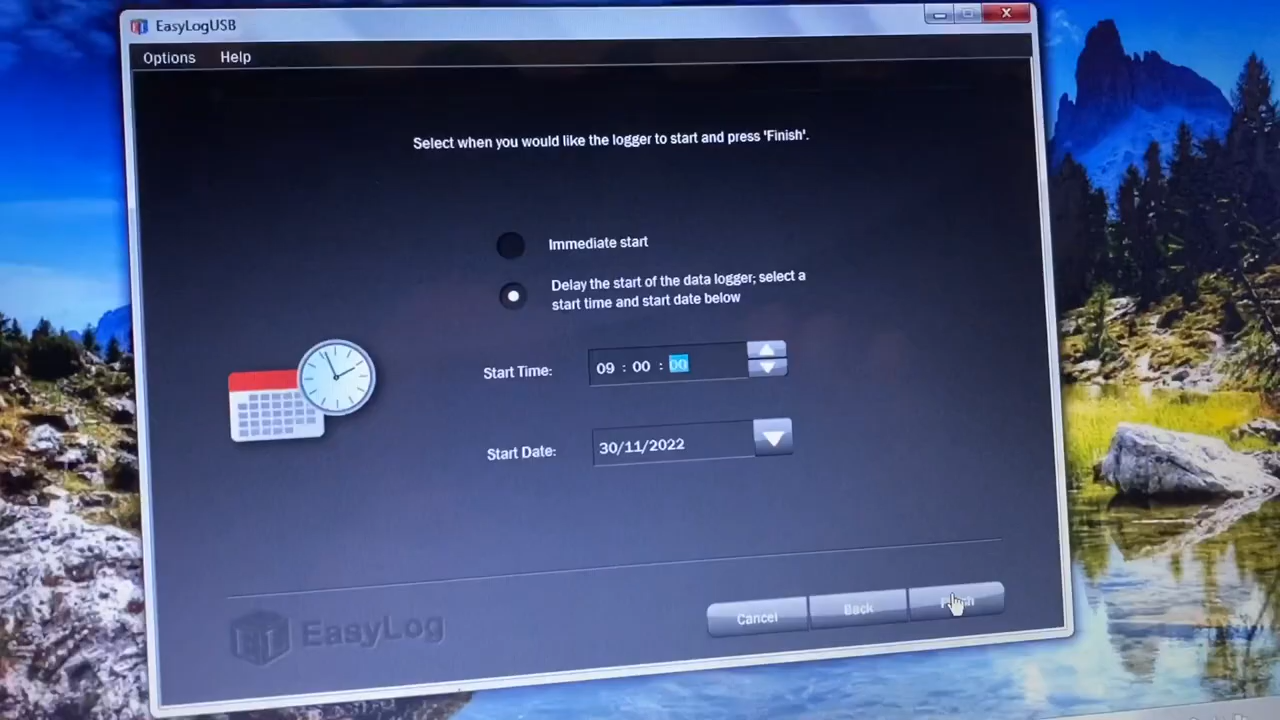 EasyLogUSB
Options Help
Select when you would like the logger to start and press 'Finish'.
Immediate start
Delay the start of the data logger; select a
start time and start date below
Start Time: 09 : 00 : 00
Start Date: 30/11/2022
EasyLog
Cancel Back Finish